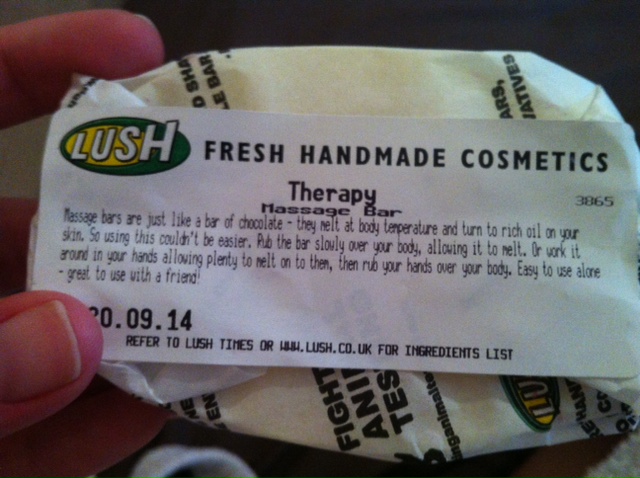 LUSH
FRESH HANDMADE COSMETICS
Therapy
3865
Massage Bar
Massage bars are just like a bar of chocolate - they melt at body temperature and turn to rich oil on your
skin. So using this couldn't be easier. Rub the bar slowly over your body, allowing it to melt. Or work it
around in your hands allowing plenty to melt on to them, then rub your hands over your body. Easy to use alone
- great to use with a friend!
20.09.14
REFER TO LUSH TIMES OR WWW.LUSH.CO.UK FOR INGREDIENTS LIST
FIGHT